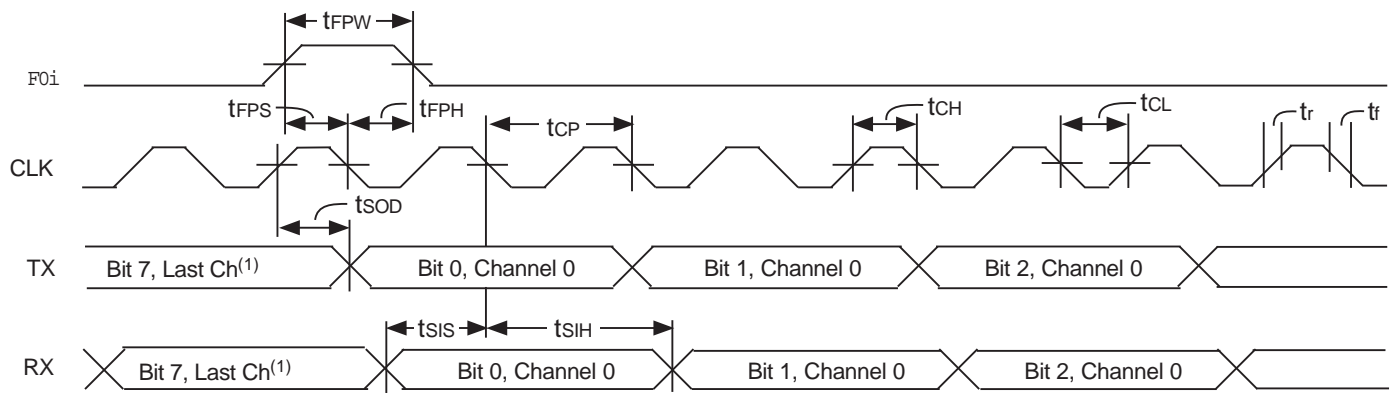 tFPW
F0i
tFPS
tFPH
tCP
tCH
tCL
tr
tf
CLK
tSOD
TX
Bit 7, Last Ch(1)
Bit 0, Channel 0
Bit 1, Channel 0
Bit 2, Channel 0
tSIS
tSIH
RX
Bit 7, Last Ch(1)
Bit 0, Channel 0
Bit 1, Channel 0
Bit 2, Channel 0